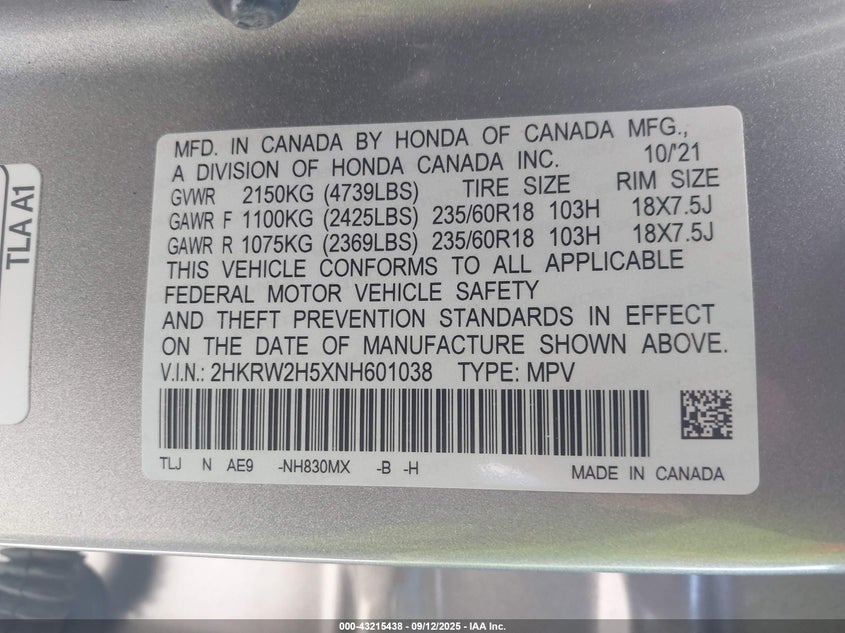 TLA A1
MFD. IN CANADA BY HONDA OF CANADA MFG.,
A DIVISION OF HONDA CANADA INC. 10/'21
GVWR 2150KG (4739LBS) TIRE SIZE RIM SIZE
GAWR F 1100KG (2425LBS) 235/60R18 103H 18X7.5J
GAWR R 1075KG (2369LBS) 235/60R18 103H 18X7.5J
THIS VEHICLE CONFORMS TO ALL APPLICABLE
FEDERAL MOTOR VEHICLE SAFETY
AND THEFT PREVENTION STANDARDS IN EFFECT
ON THE DATE OF MANUFACTURE SHOWN ABOVE.
V.I.N.: 2HKRW2H5XNH601038 TYPE: MPV
TLJ N AE9 -NH830MX -B -H MADE IN CANADA
000-43215438 - 09/12/2025 - IAA Inc.